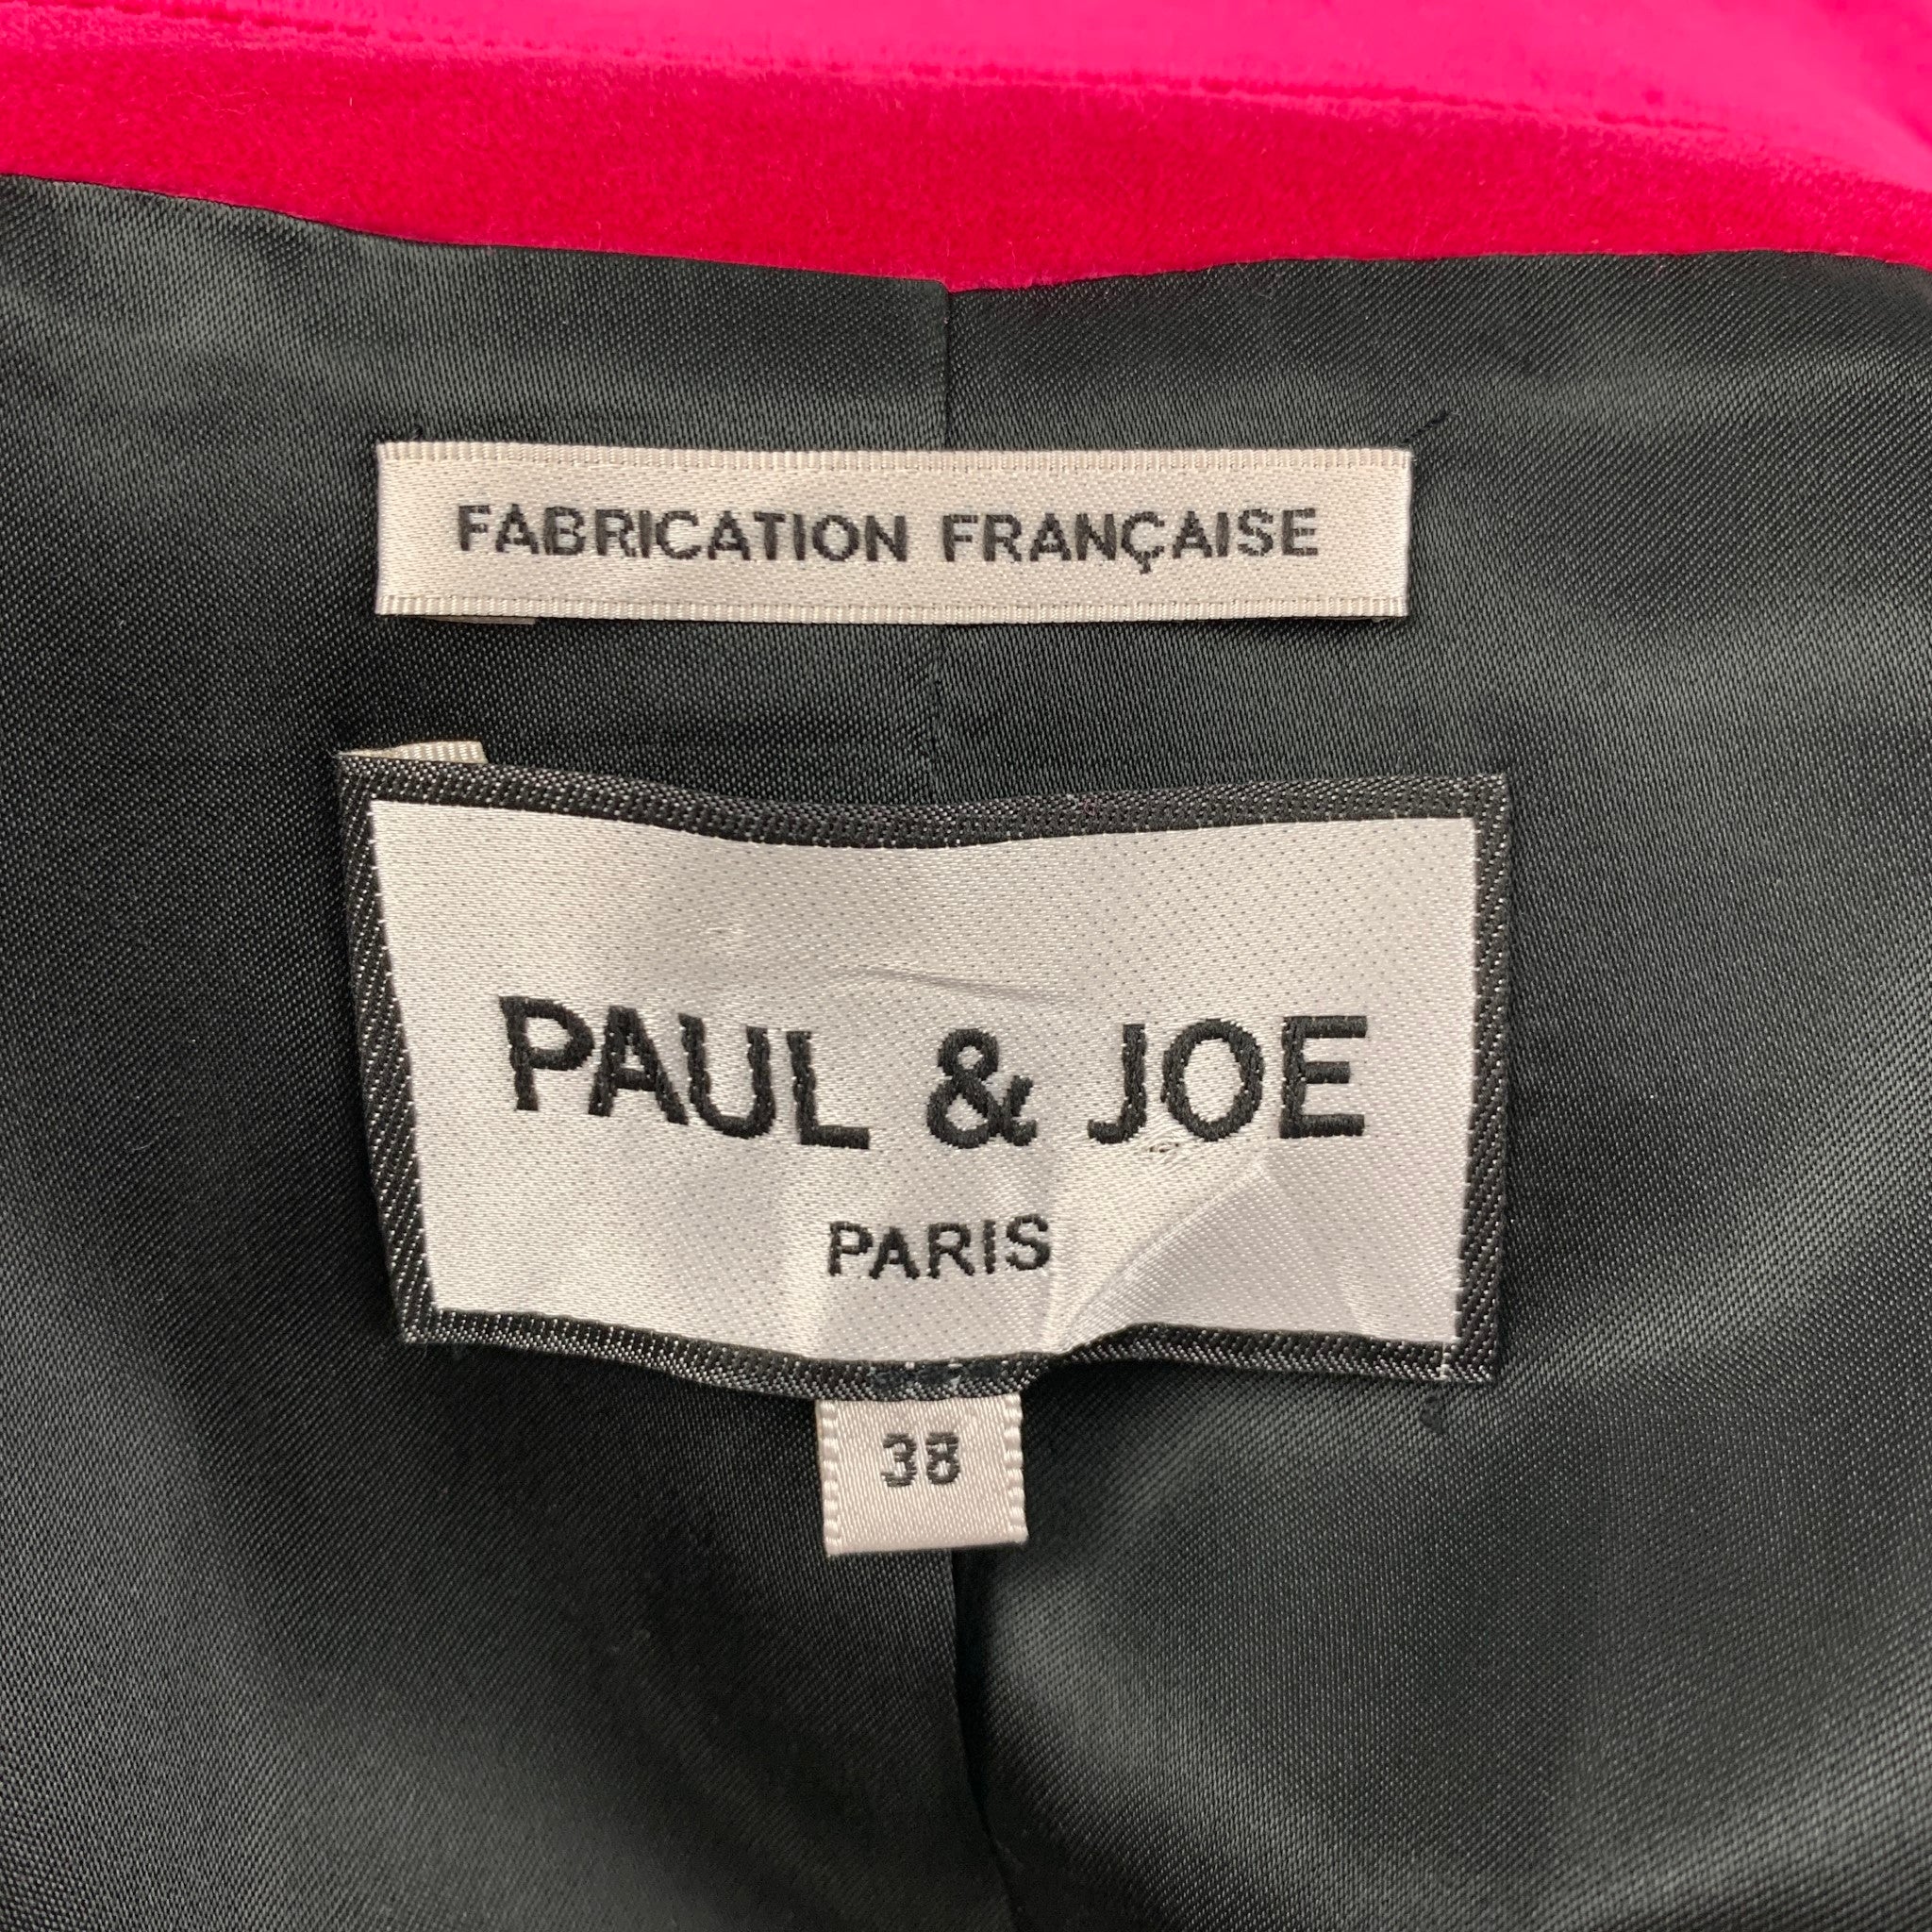 FABRICATION FRANÇAISE
PAUL & JOE
PARIS
38